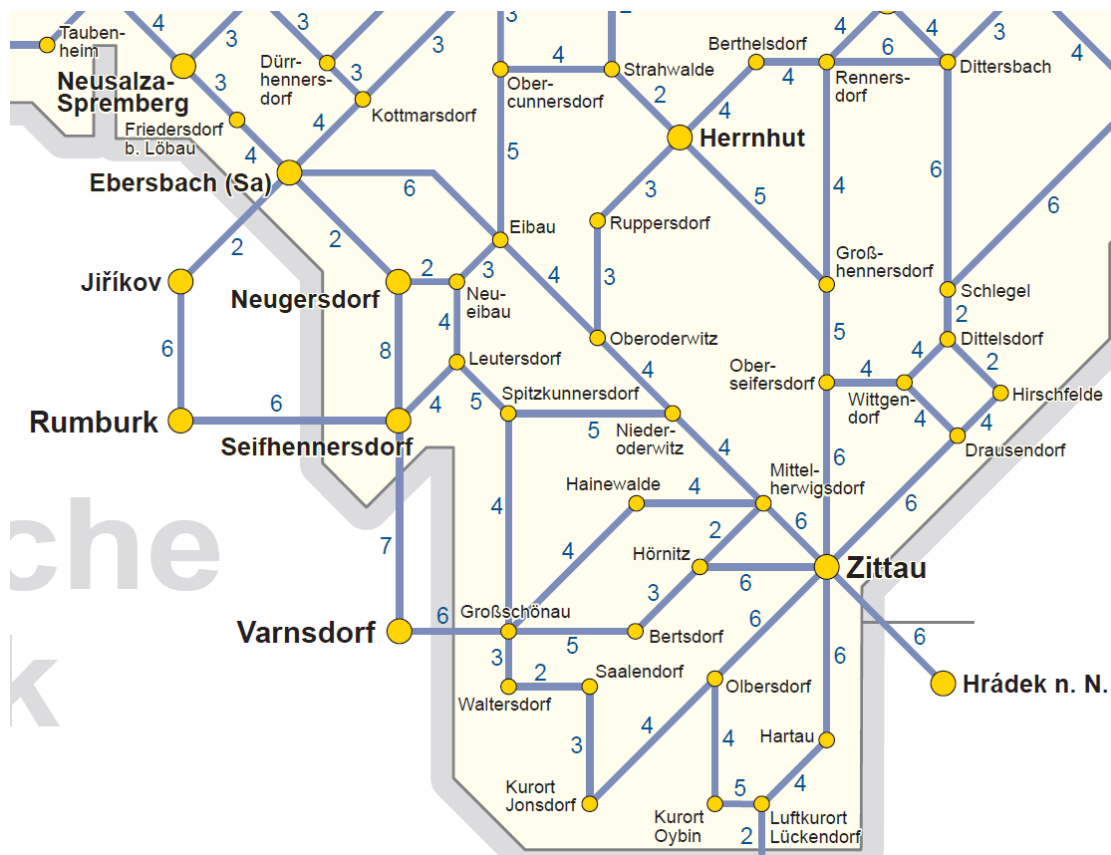 4
3
3
2
4
6
3
4
Tauben-
heim
Neusalza-
Spremberg
3
Dürr-
henners-
dorf
3
Kottmarsdorf
4
Ober-
cunnersdorf
Strahwalde
2
Berthelsdorf
4
4
Renners-
dorf
6
Dittersbach
Friedersdorf
b. Löbau
4
4
Herrnhut
Ebersbach (Sa)
6
5
3
5
4
6
6
2
2
Eibau
Ruppersdorf
Jiříkov
Neugersdorf
2
3
Neu-
eibau
4
3
Groß-
hennersdorf
Schlegel
2
6
8
4
Leutersdorf
Oberoderwitz
4
5
Ober-
seifersdorf
4
4
Wittgen-
dorf
Dittelsdorf
2
Hirschfelde
4
4
Drausendorf
Rumburk
6
Seifhennersdorf
4
5
Spitzkunnersdorf
5
Nieder-
oderwitz
4
6
6
Mittel-
herwigsdorf
6
che
k
7
4
Hainewalde
4
4
2
Hörnitz
6
3
Zittau
Varnsdorf
6
Großschönau
5
Bertsdorf
6
6
6
Hrádek n. N.
3
2
Waltersdorf
Saalendorf
3
Olbersdorf
4
4
Hartau
4
Kurort
Jonsdorf
Kurort
Oybin
5
Luftkurort
Lückendorf
2